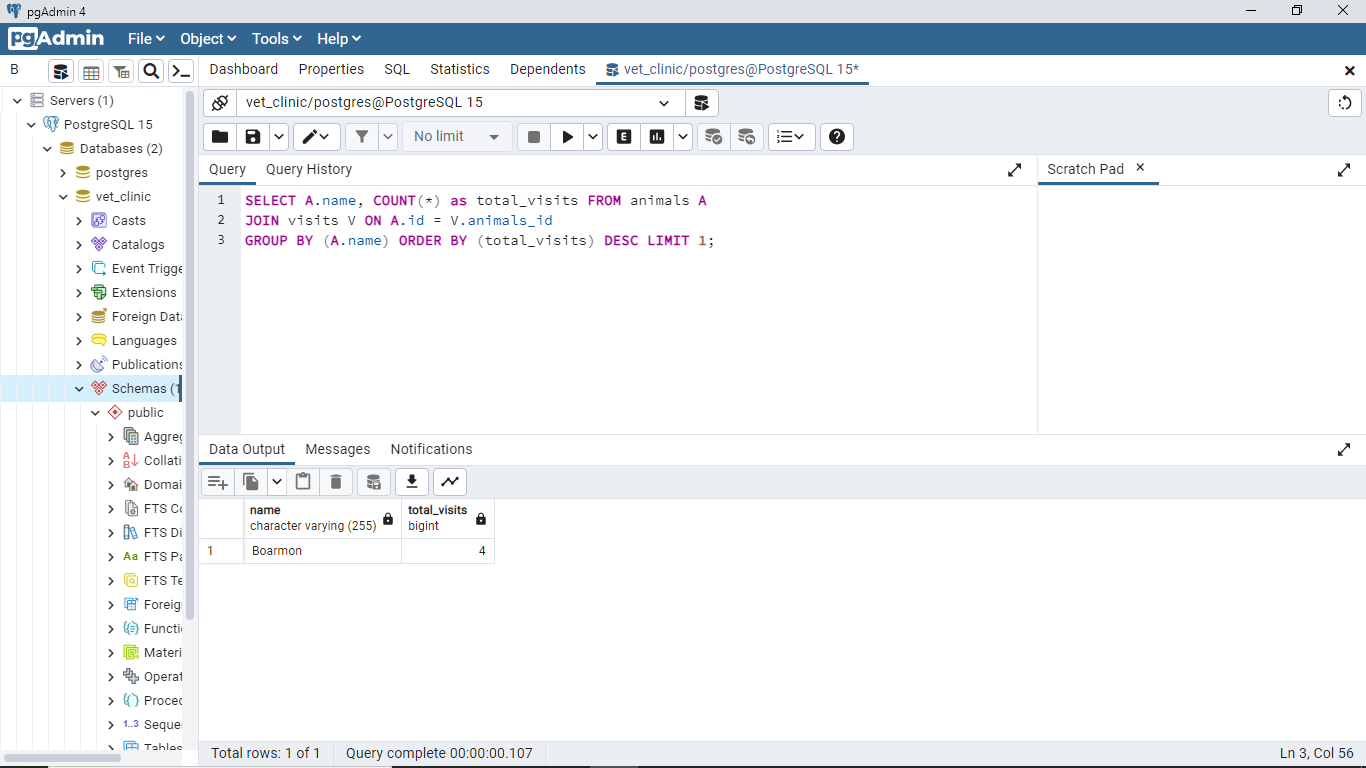 pgAdmin 4
pgAdmin File Object Tools Help
B Dashboard Properties SQL Statistics Dependents vet_clinic/postgres@PostgreSQL 15*
vet_clinic/postgres@PostgreSQL 15
No limit E
Query Query History Scratch Pad
1 SELECT A.name, COUNT(*) as total_visits FROM animals A
2 JOIN visits V ON A.id = V.animals_id
3 GROUP BY (A.name) ORDER BY (total_visits) DESC LIMIT 1;
Servers (1)
PostgreSQL 15
Databases (2)
postgres
vet_clinic
Casts
Catalogs
Event Trigge
Extensions
Foreign Dat
Languages
Publications
Schemas (1
public
Aggreg
Collati
Domai
FTS Co
FTS Di
Aa FTS Pa
FTS Te
Foreig
Functi
Materi
Operat
Proced
1..3 Seque
Tables
Data Output Messages Notifications
name
character varying (255)
total_visits
bigint
1 Boarmon 4
Total rows: 1 of 1 Query complete 00:00:00.107 Ln 3, Col 56